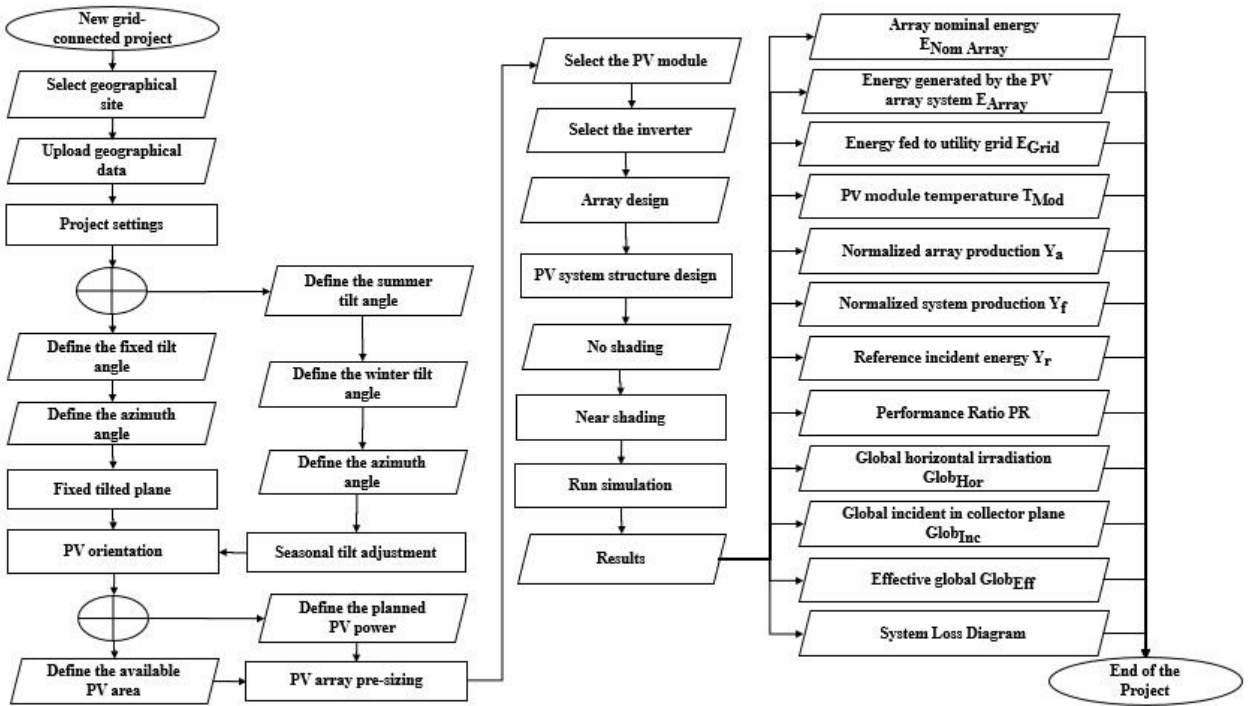 New grid-
connected project
Select geographical
site
Upload geographical
data
Project settings
Define the fixed tilt
angle
Define the azimuth
angle
Fixed tilted plane
PV orientation
Define the available
PV area
Define the summer
tilt angle
Define the winter tilt
angle
Define the azimuth
angle
Seasonal tilt adjustment
Define the planned
PV power
PV array pre-sizing
Select the PV module
Select the inverter
Array design
PV system structure design
No shading
Near shading
Run simulation
Results
Array nominal energy
ENom Array
Energy generated by the PV
array system EArray
Energy fed to utility grid EGrid
PV module temperature TMod
Normalized array production Ya
Normalized system production Yf
Reference incident energy Yr
Performance Ratio PR
Global horizontal irradiation
GlobHor
Global incident in collector plane
GlobInc
Effective global GlobEff
System Loss Diagram
End of the
Project